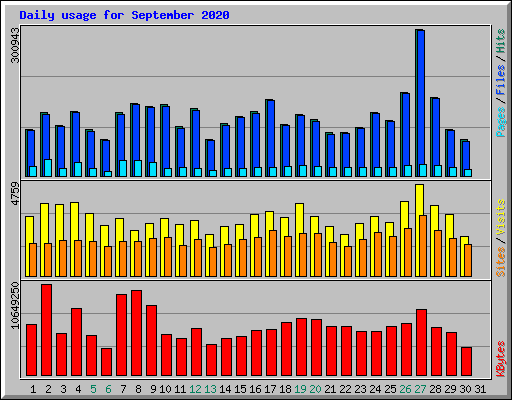 Daily usage for September 2020
300943
Pages / Files / Hits
4759
Sites / Visits
10649250
KBytes
1 2 3 4 5 6 7 8 9 10 11 12 13 14 15 16 17 18 19 20 21 22 23 24 25 26 27 28 29 30 31